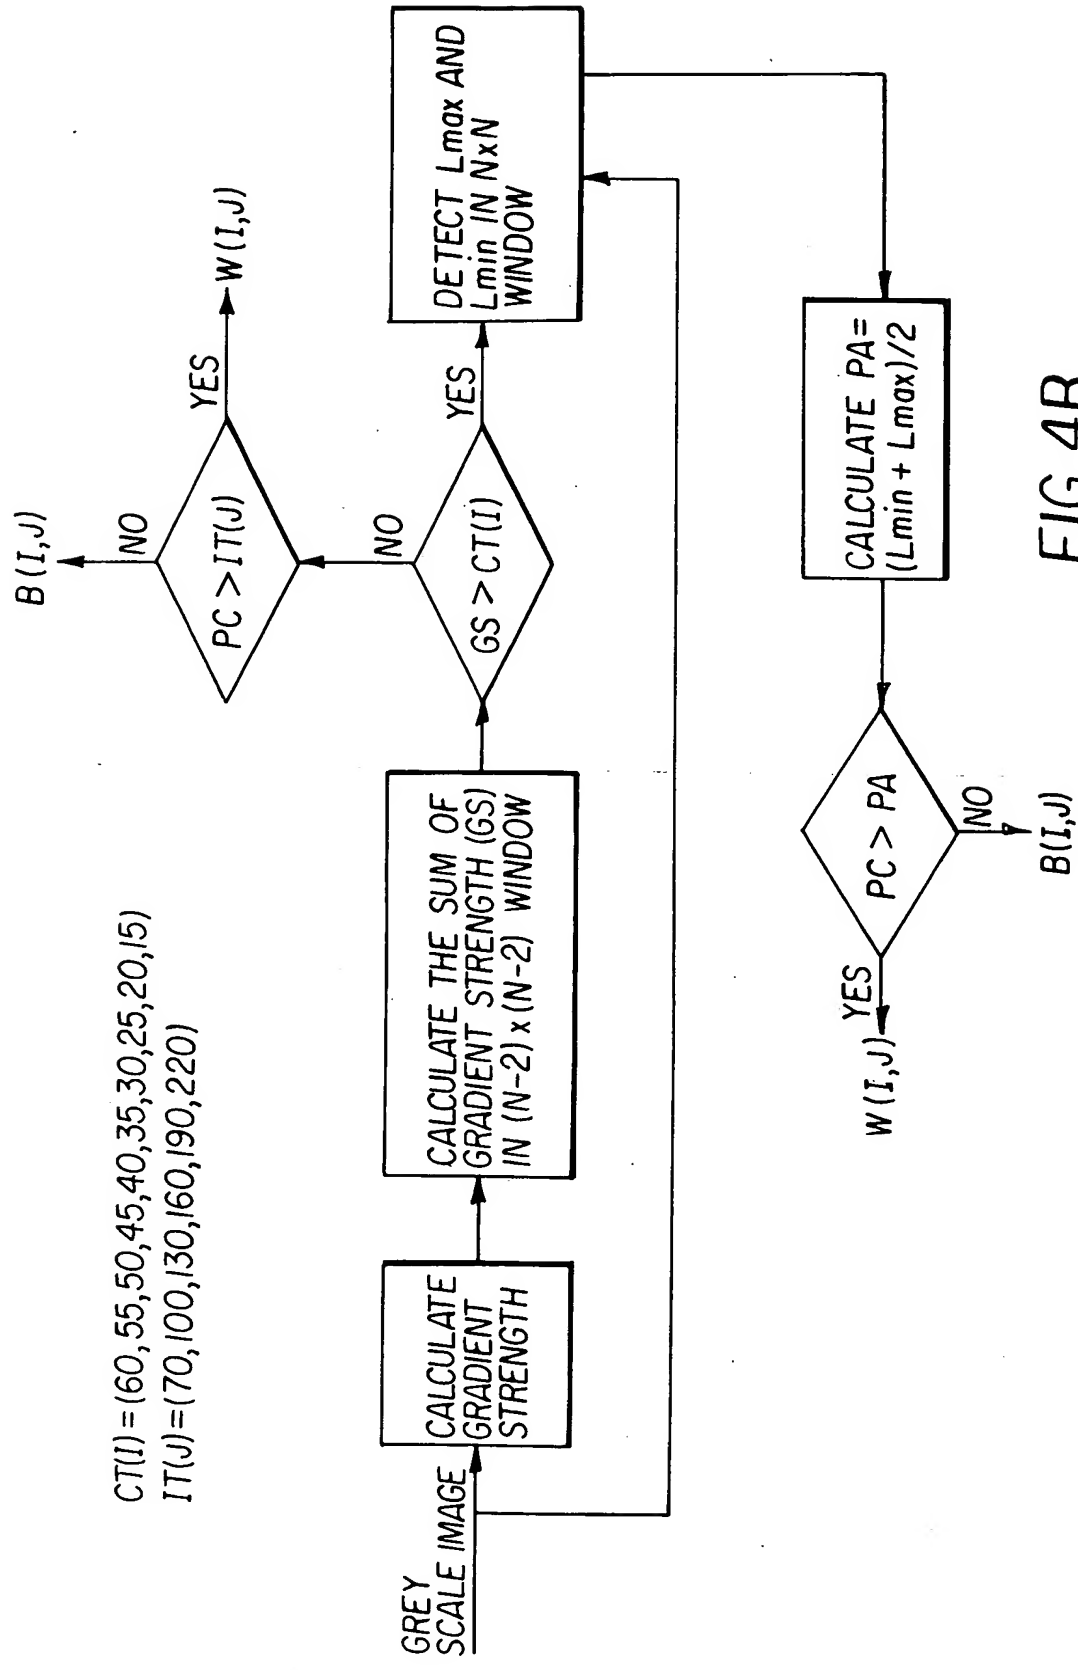 CT(I)=(60,55,50,45,40,35,30,25,20,15)
IT(J)=(70,100,130,160,190,220)
GREY
SCALE IMAGE
CALCULATE
GRADIENT
STRENGTH
CALCULATE THE SUM OF
GRADIENT STRENGTH (GS)
IN (N-2)x(N-2) WINDOW
GS > CT(I)
NO
YES
PC > IT(J)
NO
B(I,J)
YES
W(I,J)
DETECT Lmax AND
Lmin IN NxN
WINDOW
CALCULATE PA=
(Lmin + Lmax)/2
PC > PA
YES
W(I,J)
NO
B(I,J)
FIG. 4B